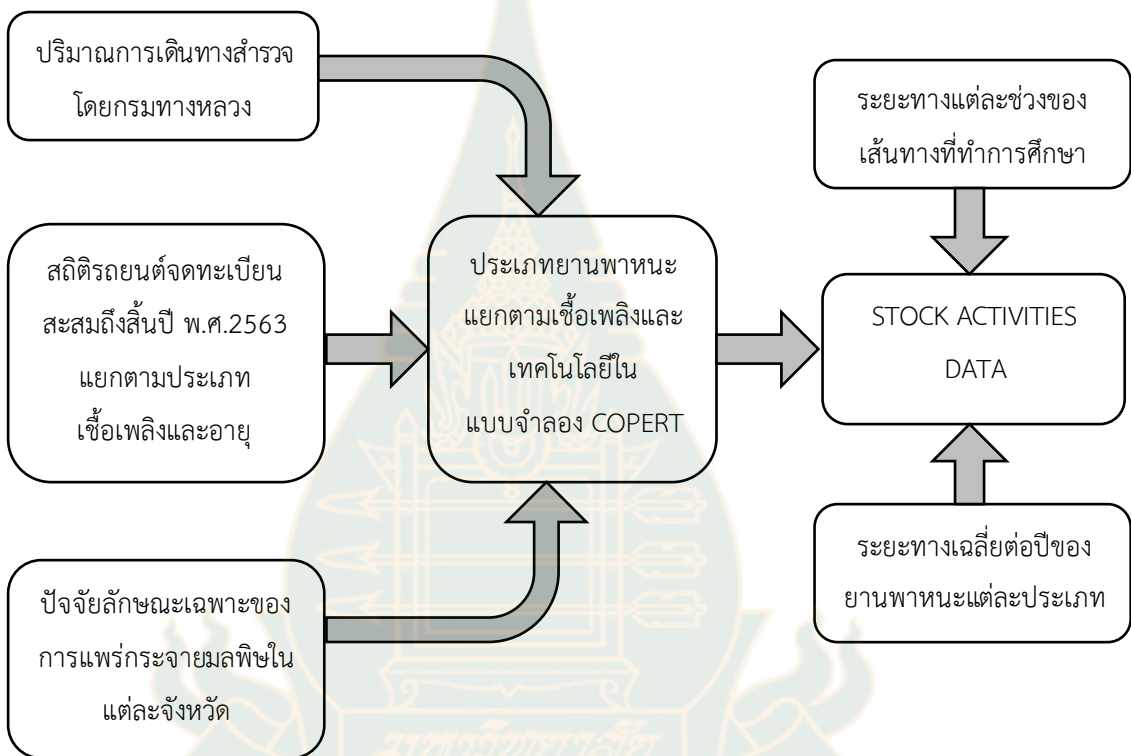 ปริมาณการเดินทางสำรวจ
โดยกรมทางหลวง
สถิติรถยนต์จดทะเบียน
สะสมถึงสิ้นปี พ.ศ.2563
แยกตามประเภท
เชื้อเพลิงและอายุ
ปัจจัยลักษณะเฉพาะของ
การแพร่กระจายมลพิษใน
แต่ละจังหวัด
ประเภทยานพาหนะ
แยกตามเชื้อเพลิงและ
เทคโนโลยีใน
แบบจำลอง COPERT
ระยะทางแต่ละช่วงของ
เส้นทางที่ทำการศึกษา
STOCK ACTIVITIES
DATA
ระยะทางเฉลี่ยต่อปีของ
ยานพาหนะแต่ละประเภท